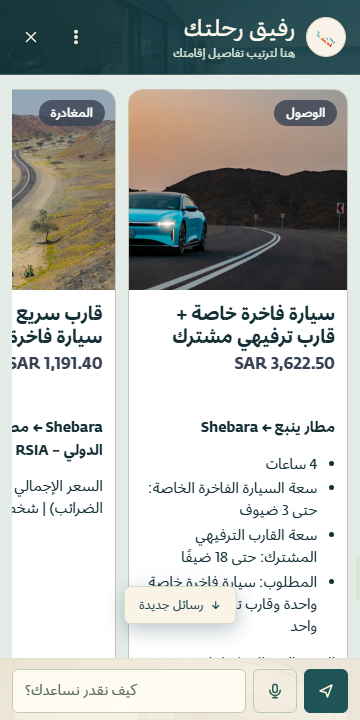 رفيق رحلتك
هنا لترتيب تفاصيل إقامتك
الوصول
سيارة فاخرة خاصة +
قارب ترفيهي مشترك
SAR 3,622.50
مطار ينبع ← Shebara
4 ساعات
سعة السيارة الفاخرة الخاصة:
حتى 3 ضيوف
سعة القارب الترفيهي
المشترك: حتى 18 ضيفًا
المطلوب: سيارة فاخرة خاصة
واحدة وقارب
واحد
المغادرة
قارب سريع
سيارة فاخرة
SAR 1,191.40
Shebara ←
الدولي – RSIA
السعر الإجمالي
الضرائب) |
↓ رسائل جديدة
كيف نقدر نساعدك؟